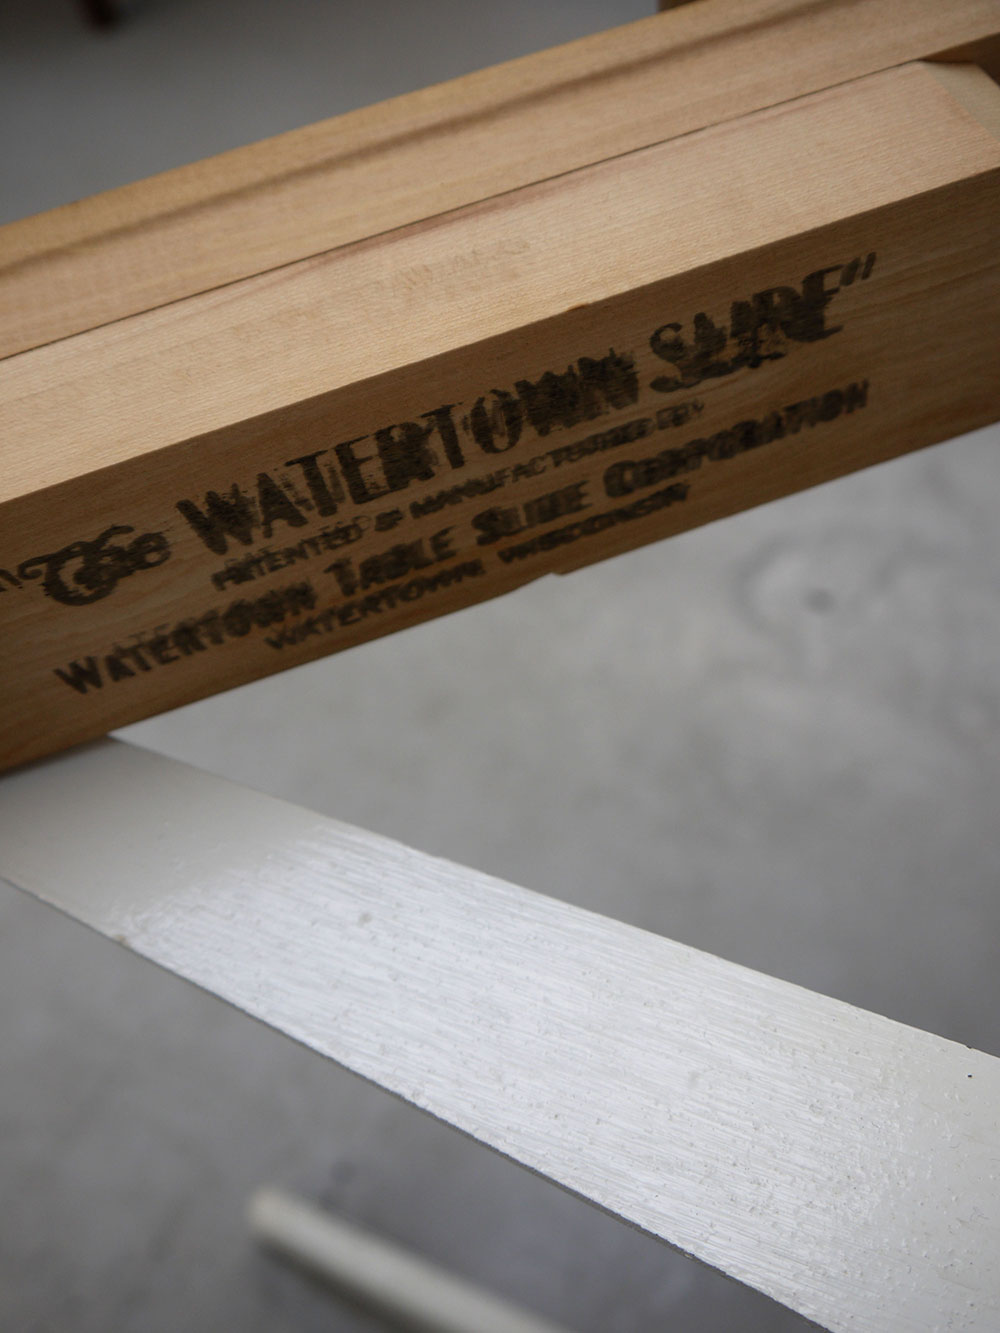 "The WATERTOWN SLIDE"
PATENTED & MANUFACTURED BY
WATERTOWN TABLE SLIDE CORPORATION
WATERTOWN, WISCONSIN